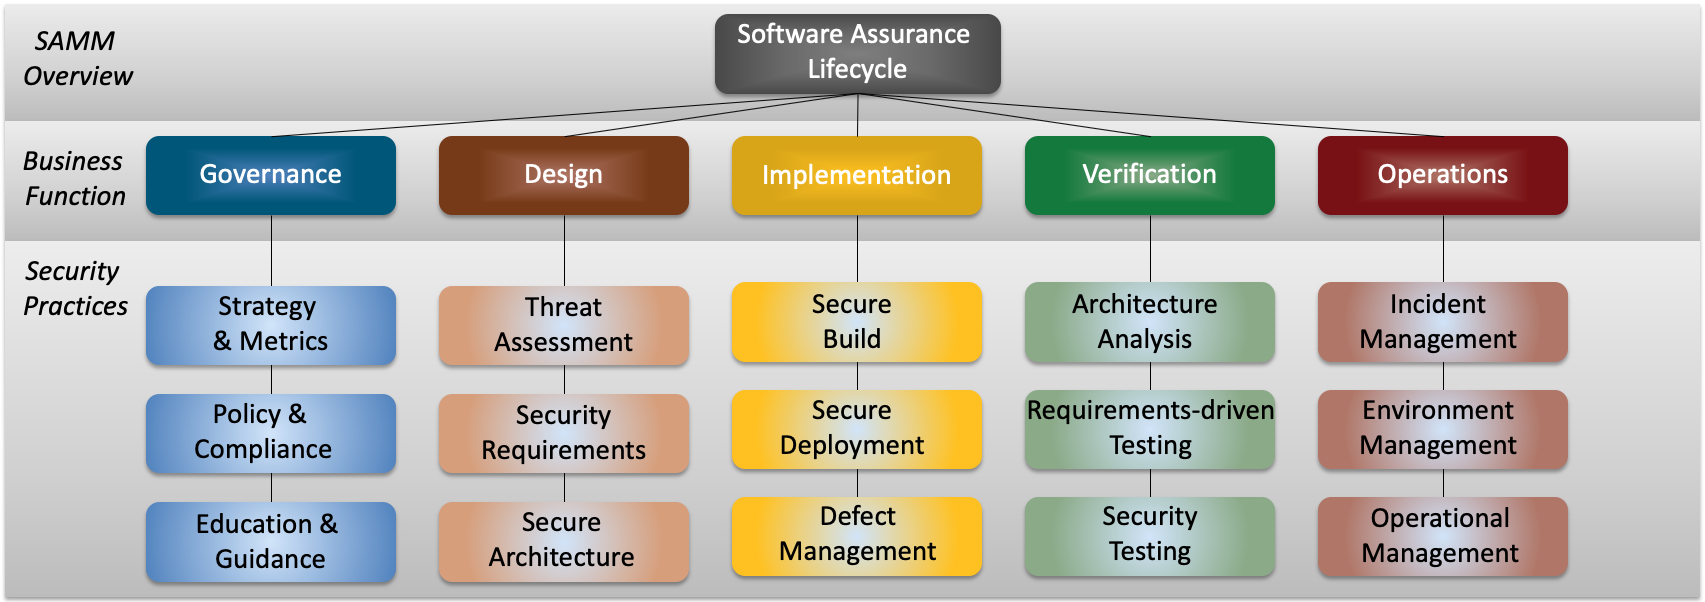 SAMM
Overview
Software Assurance
Lifecycle
Business
Function
Governance
Design
Implementation
Verification
Operations
Security
Practices
Strategy
& Metrics
Threat
Assessment
Secure
Build
Architecture
Analysis
Incident
Management
Policy &
Compliance
Security
Requirements
Secure
Deployment
Requirements-driven
Testing
Environment
Management
Education &
Guidance
Secure
Architecture
Defect
Management
Security
Testing
Operational
Management